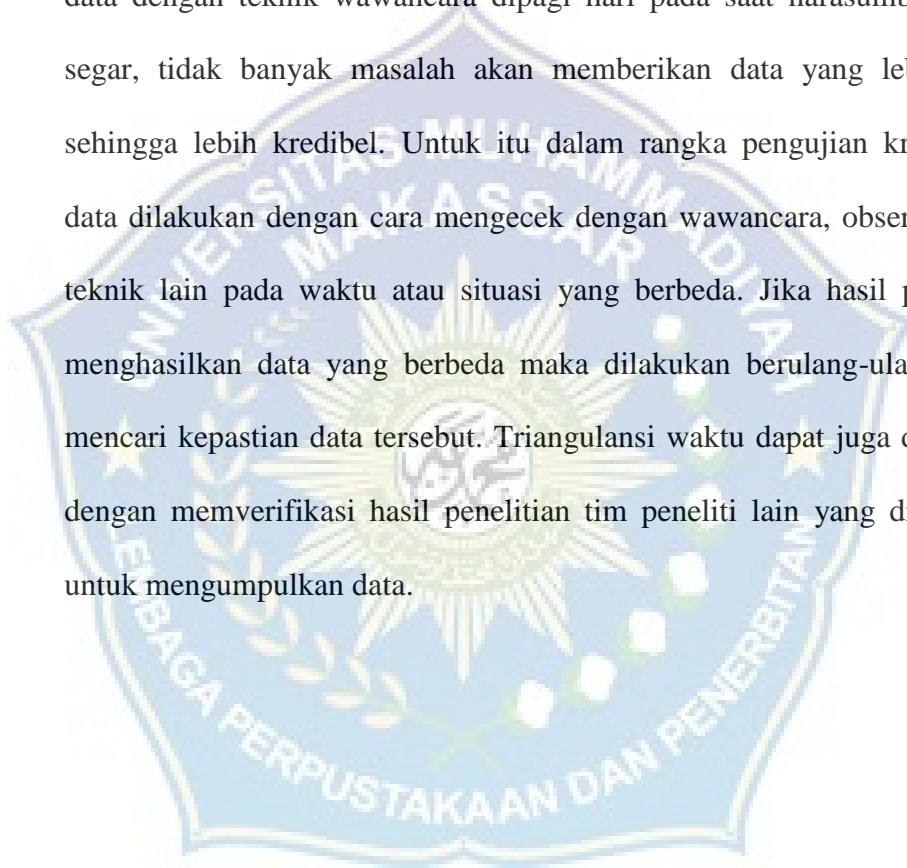 data dengan teknik wawancara dipagi hari pada saat narasumb
segar, tidak banyak masalah akan memberikan data yang leb
sehingga lebih kredibel. Untuk itu dalam rangka pengujian kr
data dilakukan dengan cara mengecek dengan wawancara, obser
teknik lain pada waktu atau situasi yang berbeda. Jika hasil p
menghasilkan data yang berbeda maka dilakukan berulang-ula
mencari kepastian data tersebut. Triangulansi waktu dapat juga d
dengan memverifikasi hasil penelitian tim peneliti lain yang di
untuk mengumpulkan data.
UNIVERSITAS MUHAMMADIYAH
MAKASSAR
LEMBAGA PERPUSTAKAAN DAN PENERBITAN